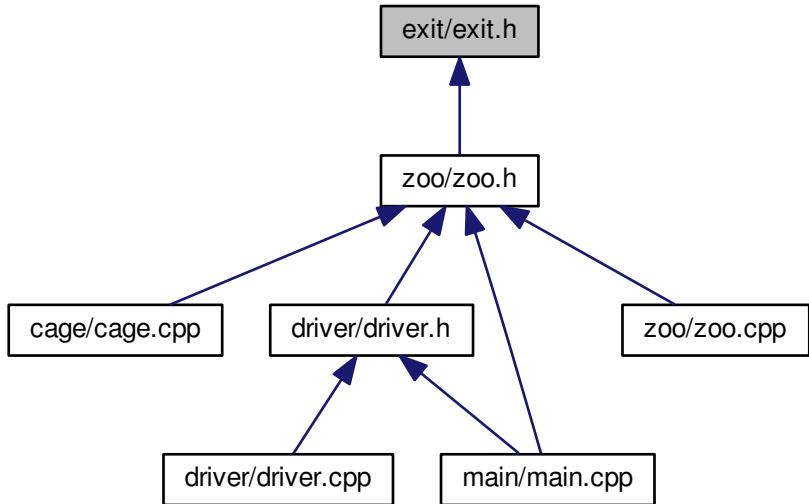 exit/exit.h
zoo/zoo.h
cage/cage.cpp
driver/driver.h
zoo/zoo.cpp
driver/driver.cpp
main/main.cpp